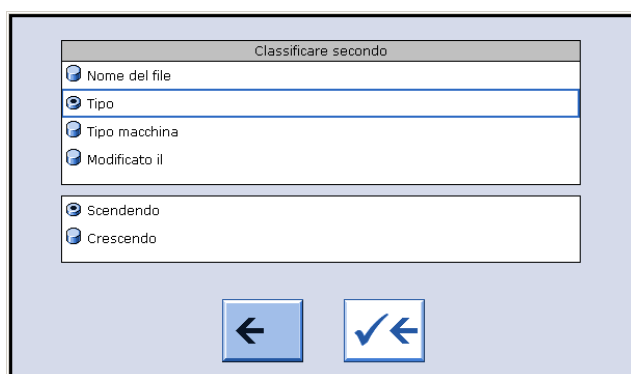 Classificare secondo
Nome del file
Tipo
Tipo macchina
Modificato il
Scendendo
Crescendo